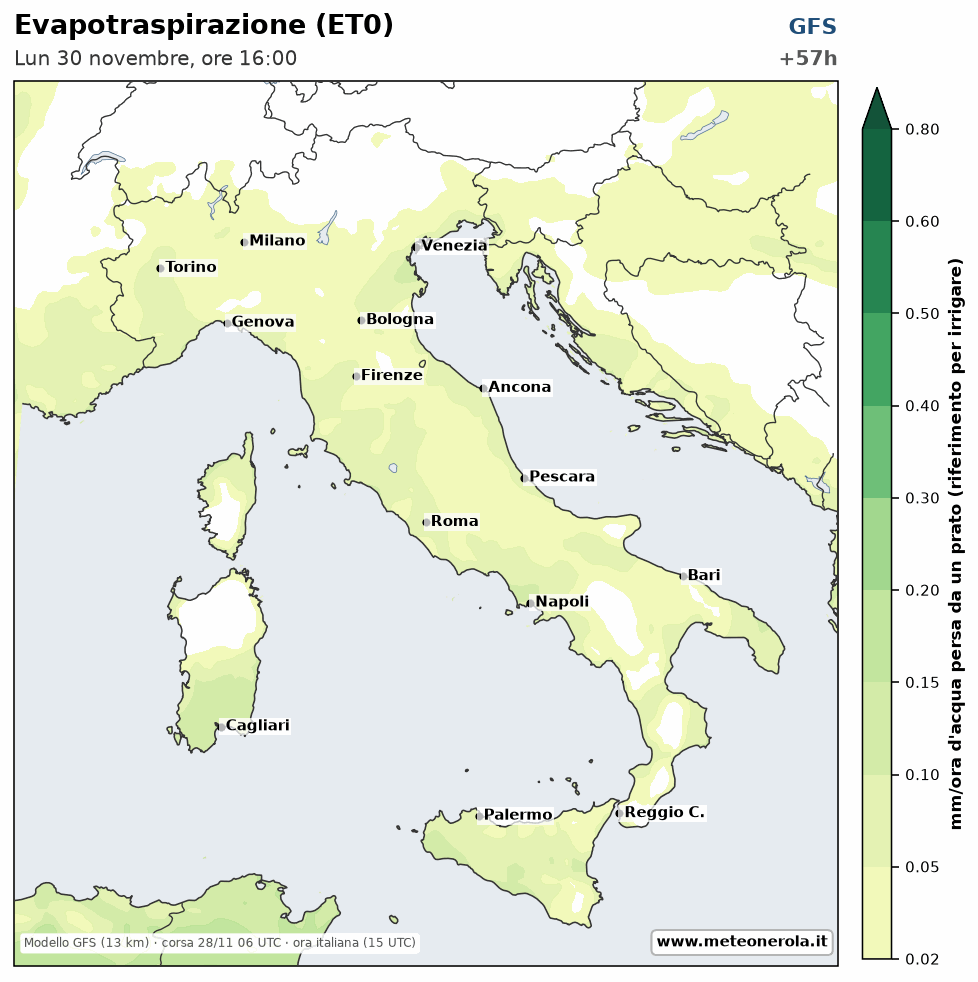 Evapotraspirazione (ET0)
GFS
Lun 30 novembre, ore 16:00
+57h
0.80
0.60
0.50
0.40
0.30
0.20
0.15
0.10
0.05
0.02
mm/ora d'acqua persa da un prato (riferimento per irrigare)
Milano
Venezia
Torino
Genova
Bologna
Firenze
Ancona
Pescara
Roma
Bari
Napoli
Cagliari
Palermo
Reggio C.
Modello GFS (13 km) · corsa 28/11 06 UTC · ora italiana (15 UTC)
www.meteonerola.it